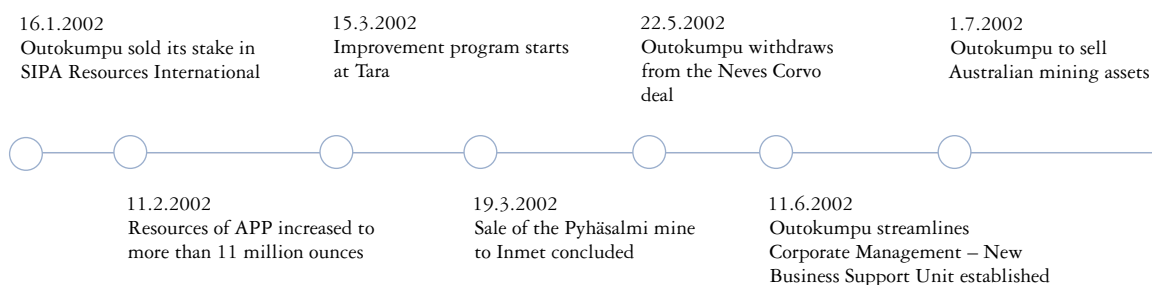 16.1.2002
Outokumpu sold its stake in
SIPA Resources International
11.2.2002
Resources of APP increased to
more than 11 million ounces
15.3.2002
Improvement program starts
at Tara
19.3.2002
Sale of the Pyhäsalmi mine
to Inmet concluded
22.5.2002
Outokumpu withdraws
from the Neves Corvo
deal
11.6.2002
Outokumpu streamlines
Corporate Management – New
Business Support Unit established
1.7.2002
Outokumpu to sell
Australian mining assets